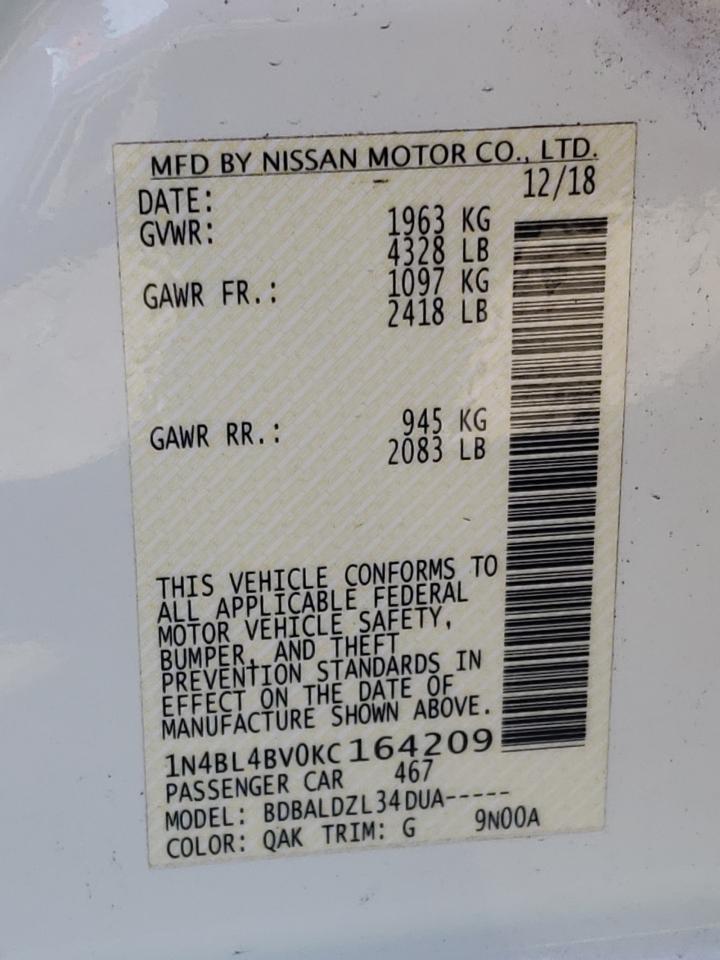 MFD BY NISSAN MOTOR CO., LTD.
DATE: 12/18
GVWR: 1963 KG
4328 LB
GAWR FR.: 1097 KG
2418 LB
GAWR RR.: 945 KG
2083 LB
THIS VEHICLE CONFORMS TO
ALL APPLICABLE FEDERAL
MOTOR VEHICLE SAFETY,
BUMPER, AND THEFT
PREVENTION STANDARDS IN
EFFECT ON THE DATE OF
MANUFACTURE SHOWN ABOVE.
1N4BL4BV0KC164209
PASSENGER CAR 467
MODEL: BDBALDZL34DUA-----
COLOR: QAK TRIM: G 9N00A